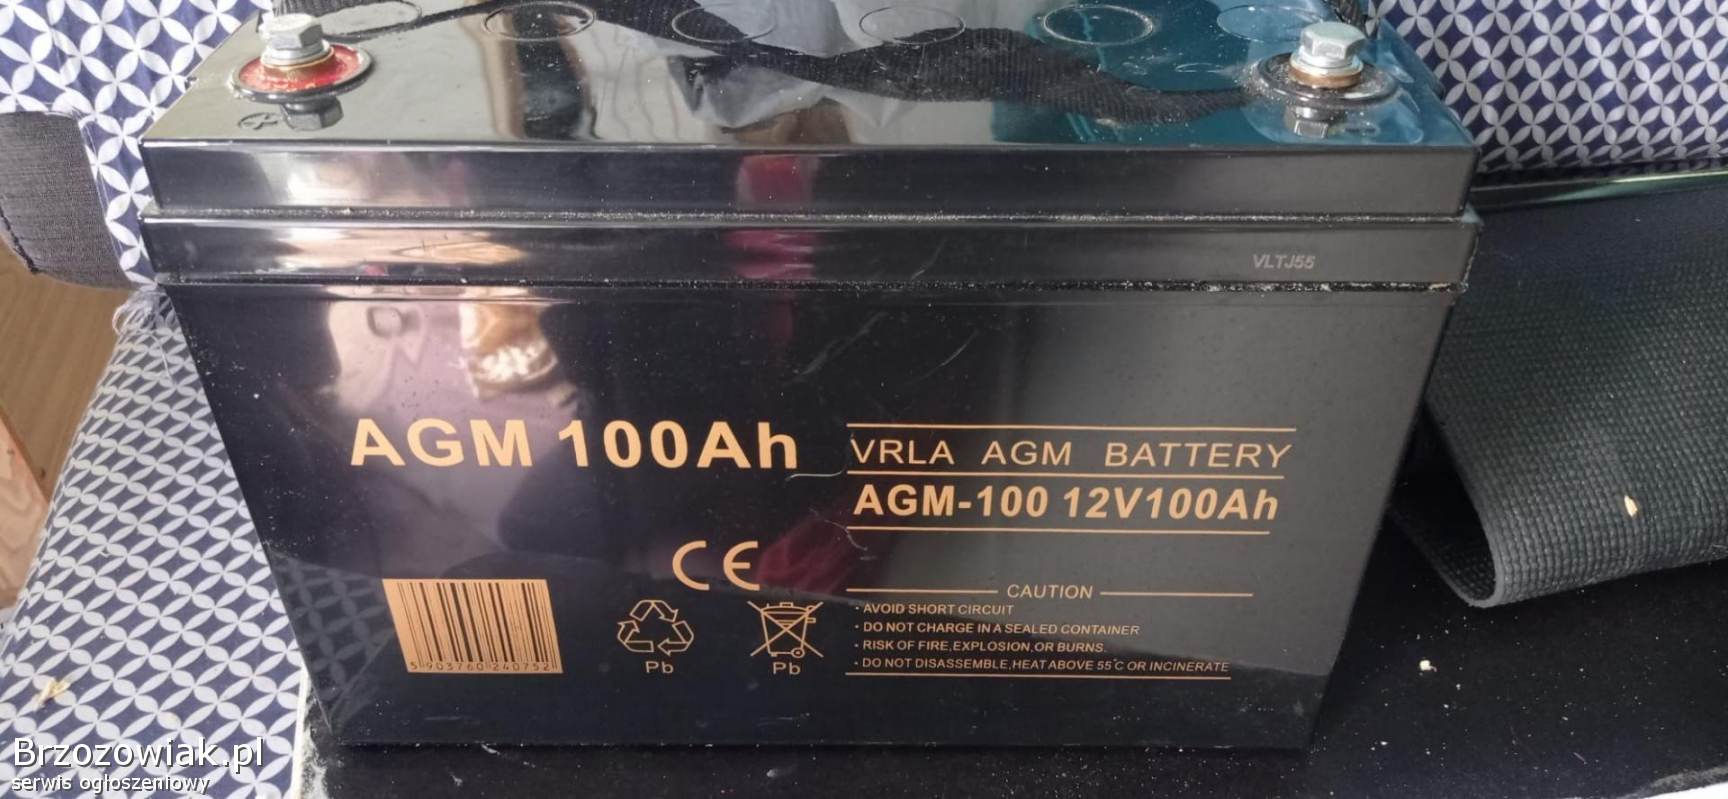 VLTJ55
AGM 100Ah
VRLA AGM BATTERY
AGM-100 12V100Ah
CE
CAUTION
· AVOID SHORT CIRCUIT
· DO NOT CHARGE IN A SEALED CONTAINER
· RISK OF FIRE,EXPLOSION,OR BURNS.
· DO NOT DISASSEMBLE,HEAT ABOVE 55°C OR INCINERATE
5 903760 240752
Pb
Pb
Brzozowiak.pl
serwis ogłoszeniowy